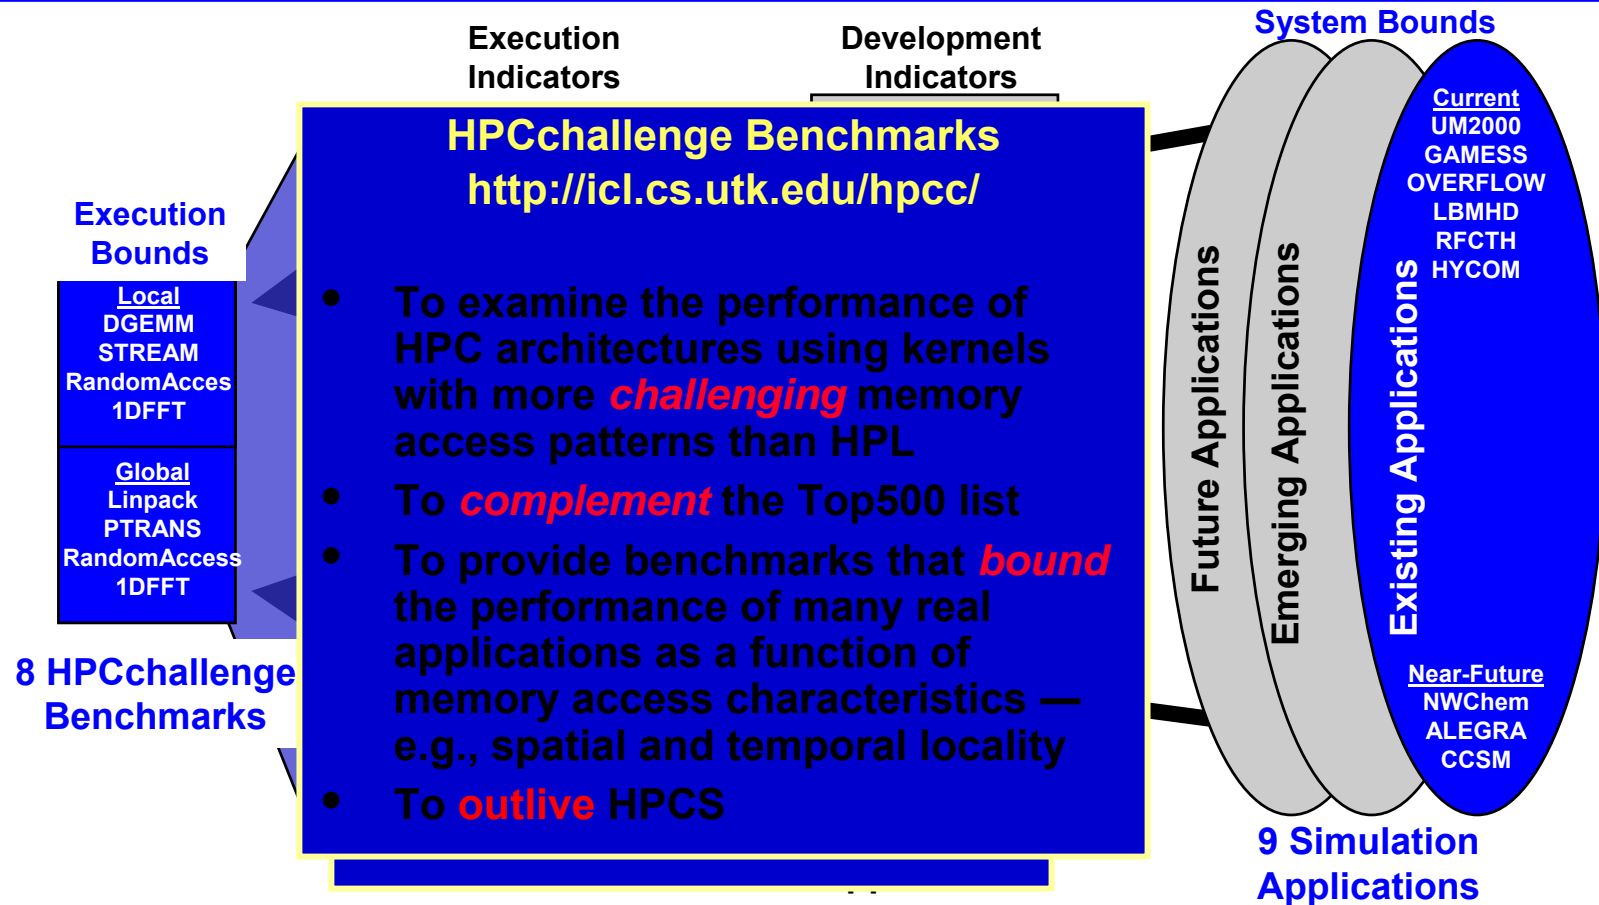 System Bounds
Execution
Indicators
Development
Indicators
Execution
Bounds
Local
DGEMM
STREAM
RandomAcces
1DFFT
Global
Linpack
PTRANS
RandomAccess
1DFFT
8 HPCchallenge
Benchmarks
HPCchallenge Benchmarks
http://icl.cs.utk.edu/hpcc/
• To examine the performance of
HPC architectures using kernels
with more challenging memory
access patterns than HPL
• To complement the Top500 list
• To provide benchmarks that bound
the performance of many real
applications as a function of
memory access characteristics —
e.g., spatial and temporal locality
• To outlive HPCS
Future Applications
Emerging Applications
Existing Applications
Current
UM2000
GAMESS
OVERFLOW
LBMHD
RFCTH
HYCOM
Near-Future
NWChem
ALEGRA
CCSM
9 Simulation
Applications